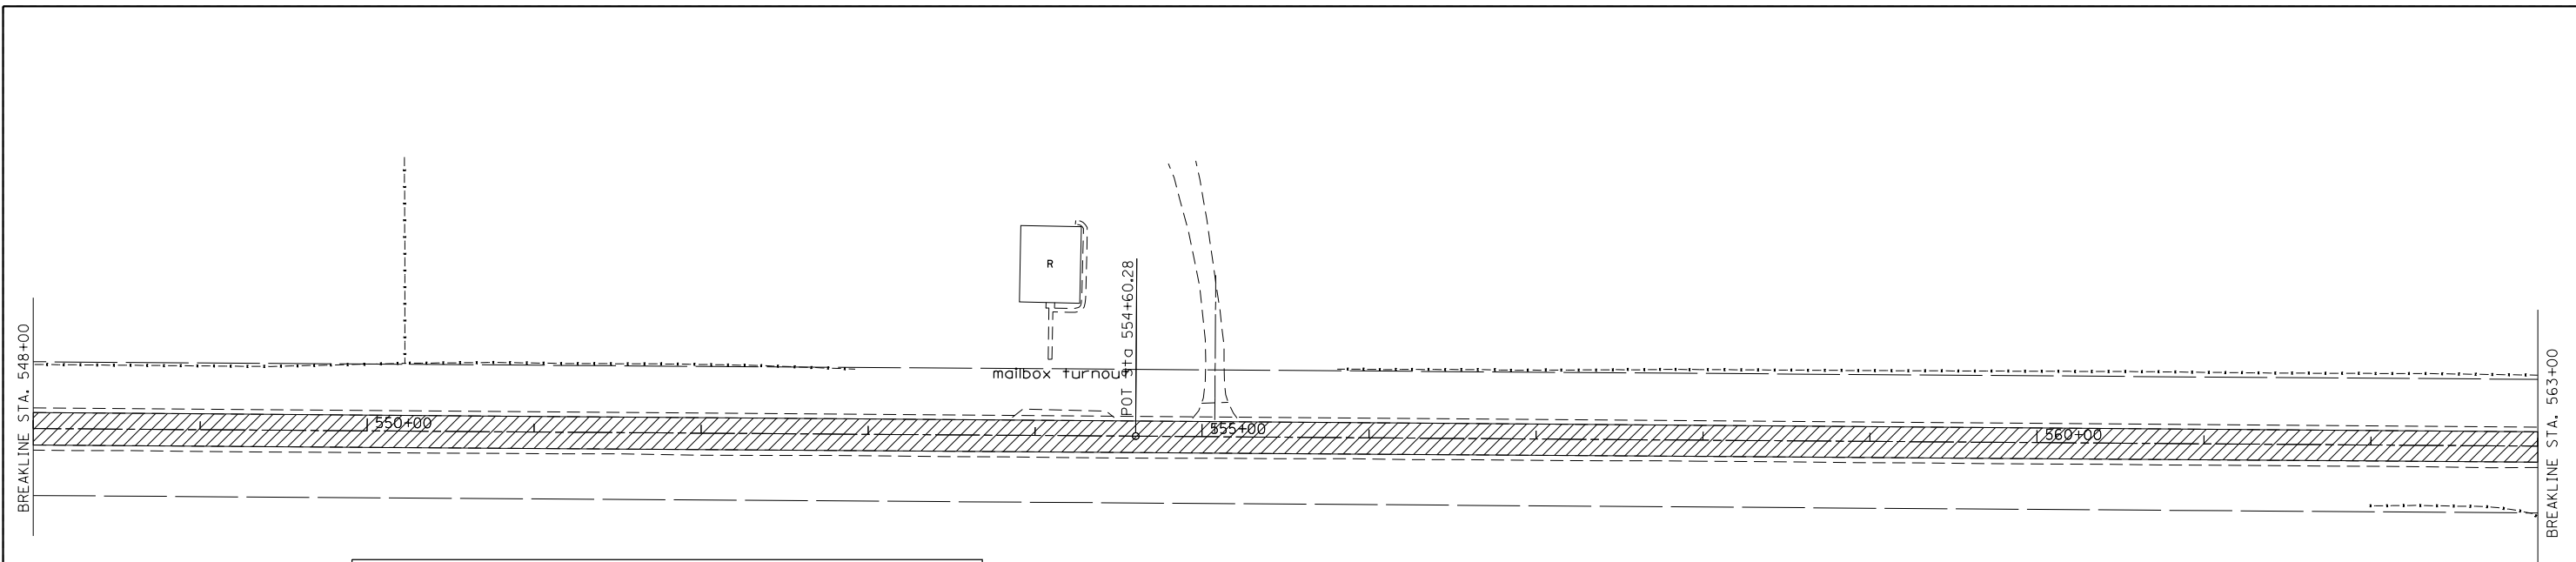 BREAKLINE STA. 548+00
550+00
R
mailbox turnout
POT Sta 554+60.28
555+00
560+00
BREAKLINE STA. 563+00